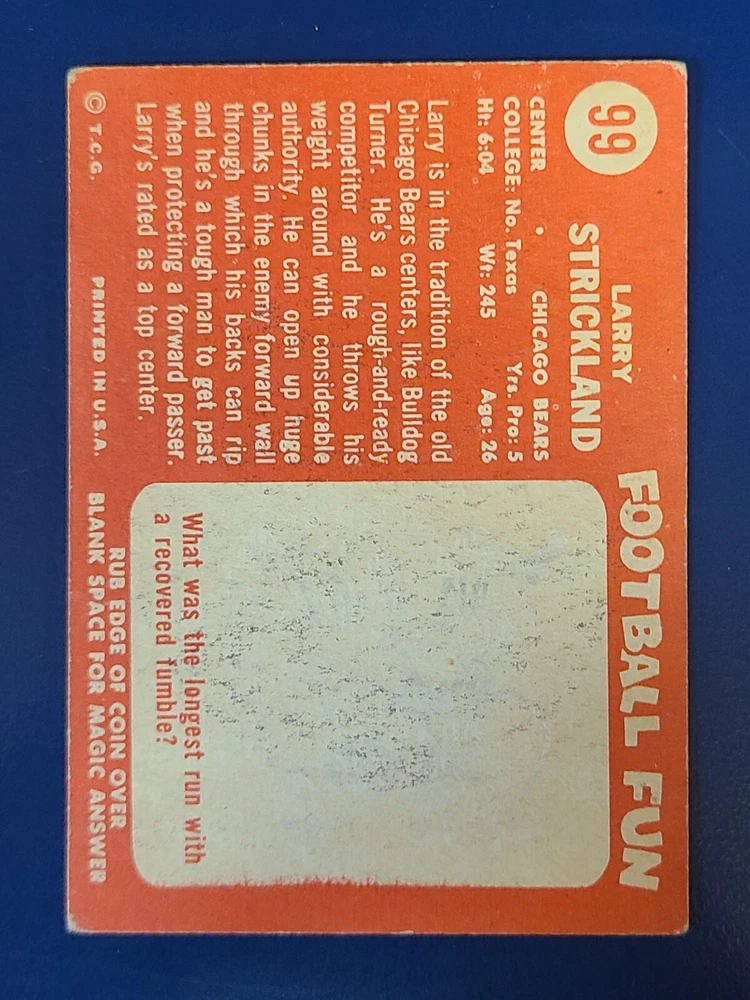 99
LARRY
STRICKLAND
CENTER • CHICAGO BEARS
COLLEGE: No. Texas Yrs. Pro: 5
Ht: 6:04 Wt: 245 Age: 26
Larry is in the tradition of the old
Chicago Bears centers, like Bulldog
Turner. He's a rough-and-ready
competitor and he throws his
weight around with considerable
authority. He can open up huge
chunks in the enemy forward wall
through which his backs can rip
and he's a tough man to get past
when protecting a forward passer.
Larry's rated as a top center.
© T.C.G. PRINTED IN U.S.A.
FOOTBALL FUN
What was the longest run with
a recovered fumble?
RUB EDGE OF COIN OVER
BLANK SPACE FOR MAGIC ANSWER